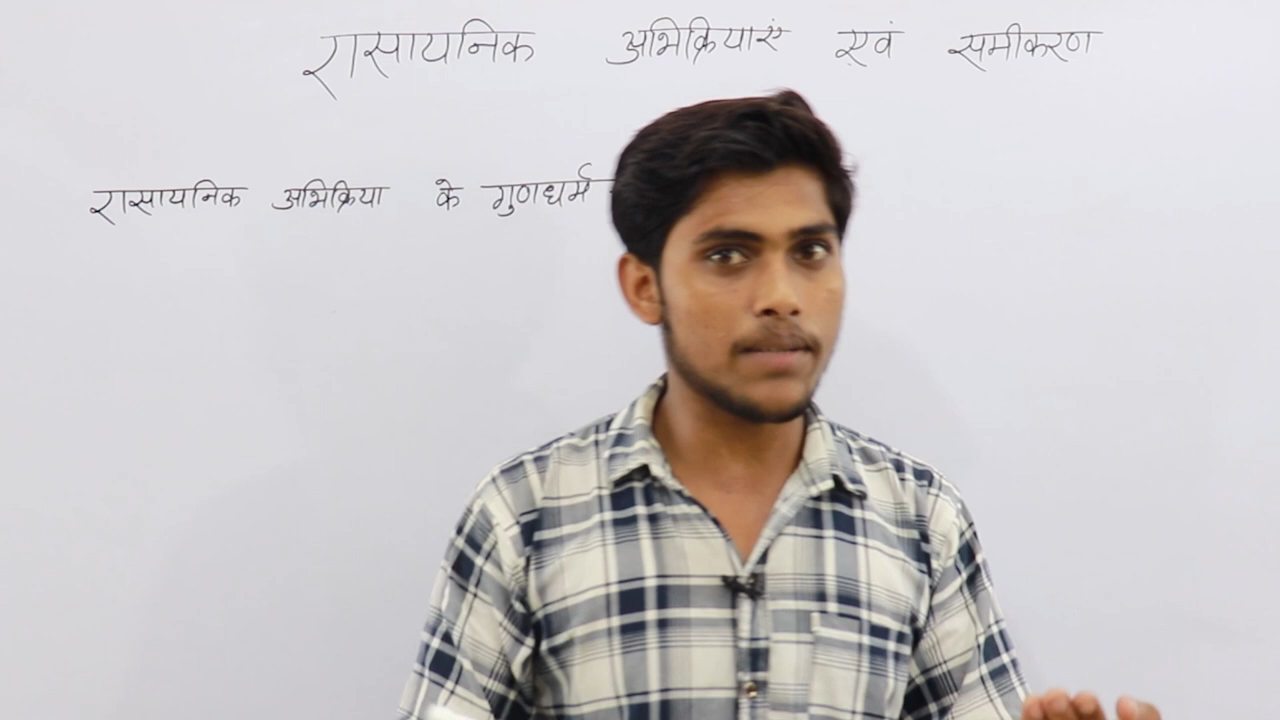 रासायनिक अभिक्रियाएं एवं समीकरण
रासायनिक अभिक्रिया के गुणधर्म